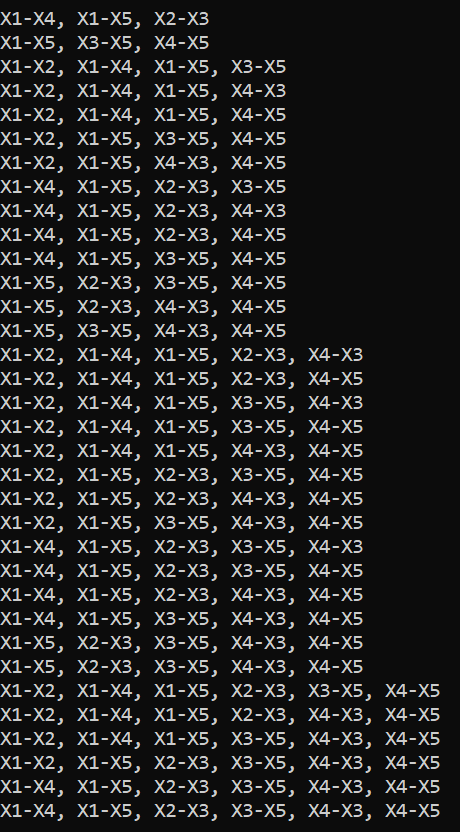 X1-X4, X1-X5, X2-X3
X1-X5, X3-X5, X4-X5
X1-X2, X1-X4, X1-X5, X3-X5
X1-X2, X1-X4, X1-X5, X4-X3
X1-X2, X1-X4, X1-X5, X4-X5
X1-X2, X1-X5, X3-X5, X4-X5
X1-X2, X1-X5, X4-X3, X4-X5
X1-X4, X1-X5, X2-X3, X3-X5
X1-X4, X1-X5, X2-X3, X4-X3
X1-X4, X1-X5, X2-X3, X4-X5
X1-X4, X1-X5, X3-X5, X4-X5
X1-X5, X2-X3, X3-X5, X4-X5
X1-X5, X2-X3, X4-X3, X4-X5
X1-X5, X3-X5, X4-X3, X4-X5
X1-X2, X1-X4, X1-X5, X2-X3, X4-X3
X1-X2, X1-X4, X1-X5, X2-X3, X4-X5
X1-X2, X1-X4, X1-X5, X3-X5, X4-X3
X1-X2, X1-X4, X1-X5, X3-X5, X4-X5
X1-X2, X1-X4, X1-X5, X4-X3, X4-X5
X1-X2, X1-X5, X2-X3, X3-X5, X4-X5
X1-X2, X1-X5, X2-X3, X4-X3, X4-X5
X1-X2, X1-X5, X3-X5, X4-X3, X4-X5
X1-X4, X1-X5, X2-X3, X3-X5, X4-X3
X1-X4, X1-X5, X2-X3, X3-X5, X4-X5
X1-X4, X1-X5, X2-X3, X4-X3, X4-X5
X1-X4, X1-X5, X3-X5, X4-X3, X4-X5
X1-X5, X2-X3, X3-X5, X4-X3, X4-X5
X1-X5, X2-X3, X3-X5, X4-X3, X4-X5
X1-X2, X1-X4, X1-X5, X2-X3, X3-X5, X4-X5
X1-X2, X1-X4, X1-X5, X2-X3, X4-X3, X4-X5
X1-X2, X1-X4, X1-X5, X3-X5, X4-X3, X4-X5
X1-X2, X1-X5, X2-X3, X3-X5, X4-X3, X4-X5
X1-X4, X1-X5, X2-X3, X3-X5, X4-X3, X4-X5
X1-X4, X1-X5, X2-X3, X3-X5, X4-X3, X4-X5